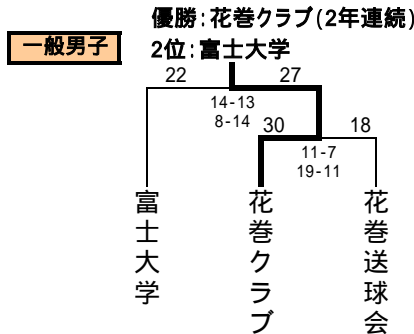 優勝:花巻クラブ(2年連続)
一般男子
2位:富士大学
22 27
14-13
8-14
30 18
11-7
19-11
富士大学
花巻クラブ
花巻送球会